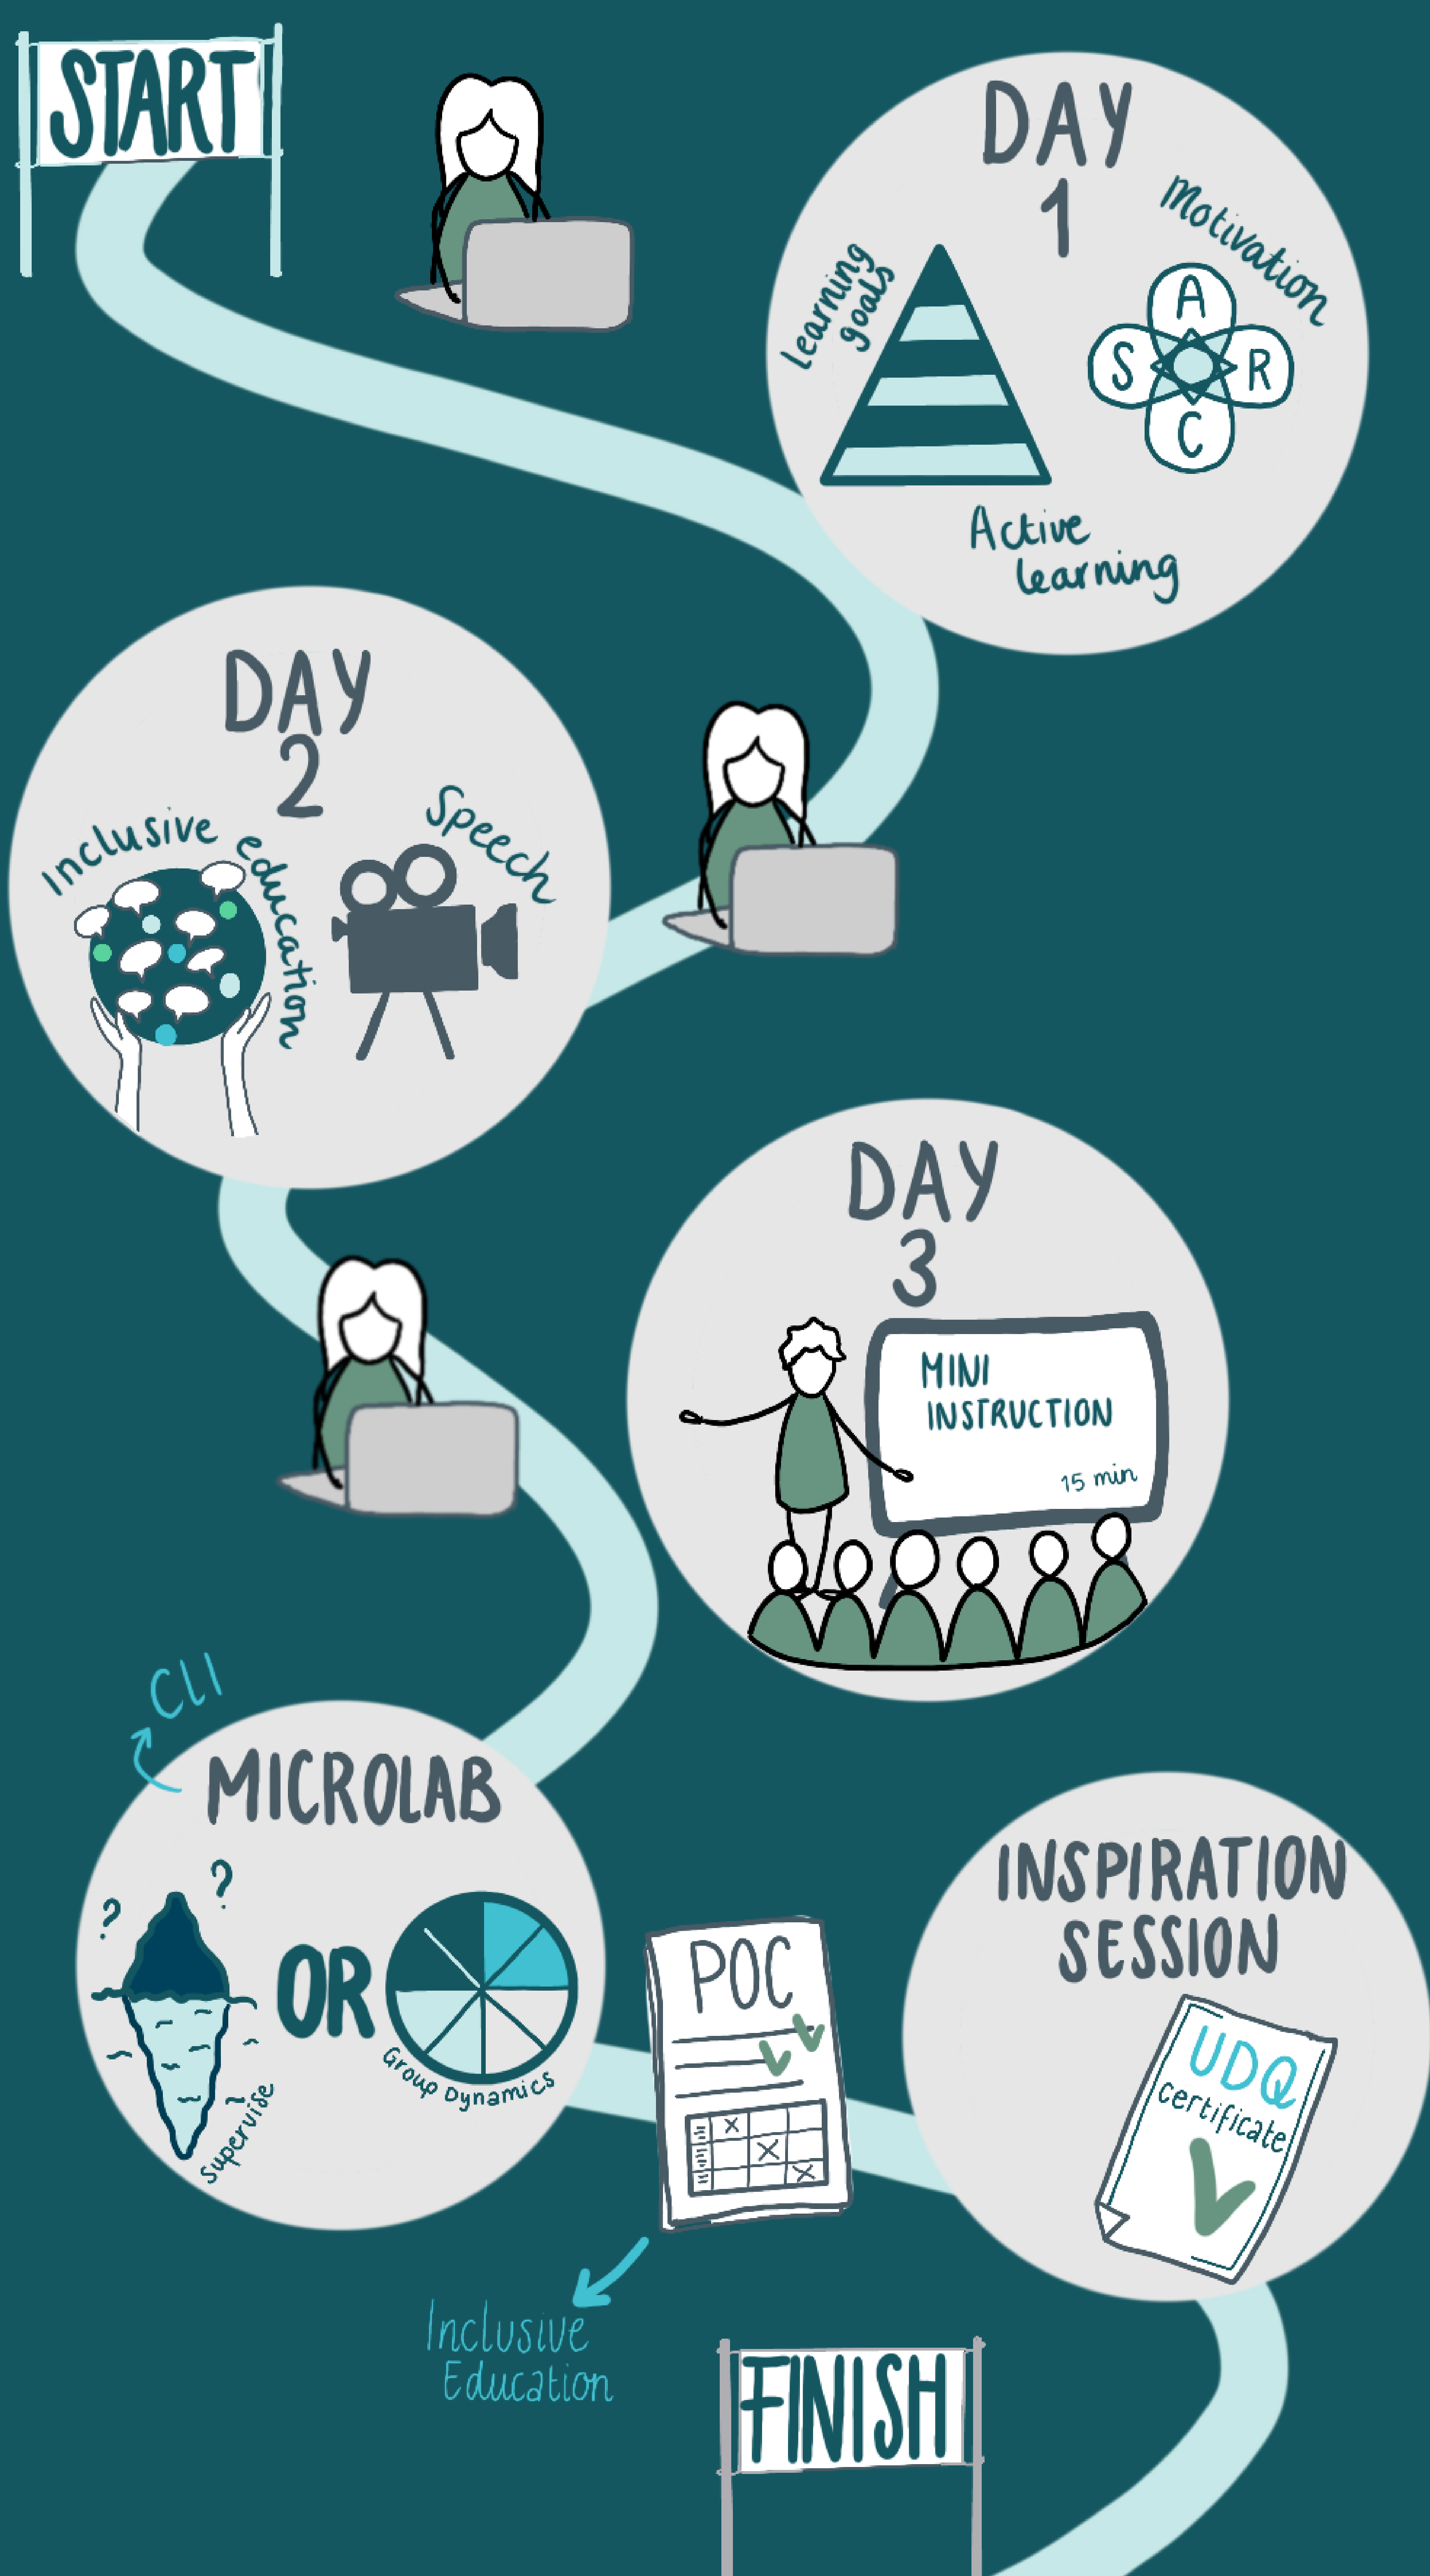 START
DAY
1
Motivation
Learning
goals
A
S
R
C
Active
learning
DAY
2
Inclusive education
Speech
DAY
3
MINI
INSTRUCTION
15 min
CLI
MICROLAB
?
?
OR
Supervise
Group Dynamics
POC
INSPIRATION
SESSION
UDQ
certificate
Inclusive
Education
FINISH